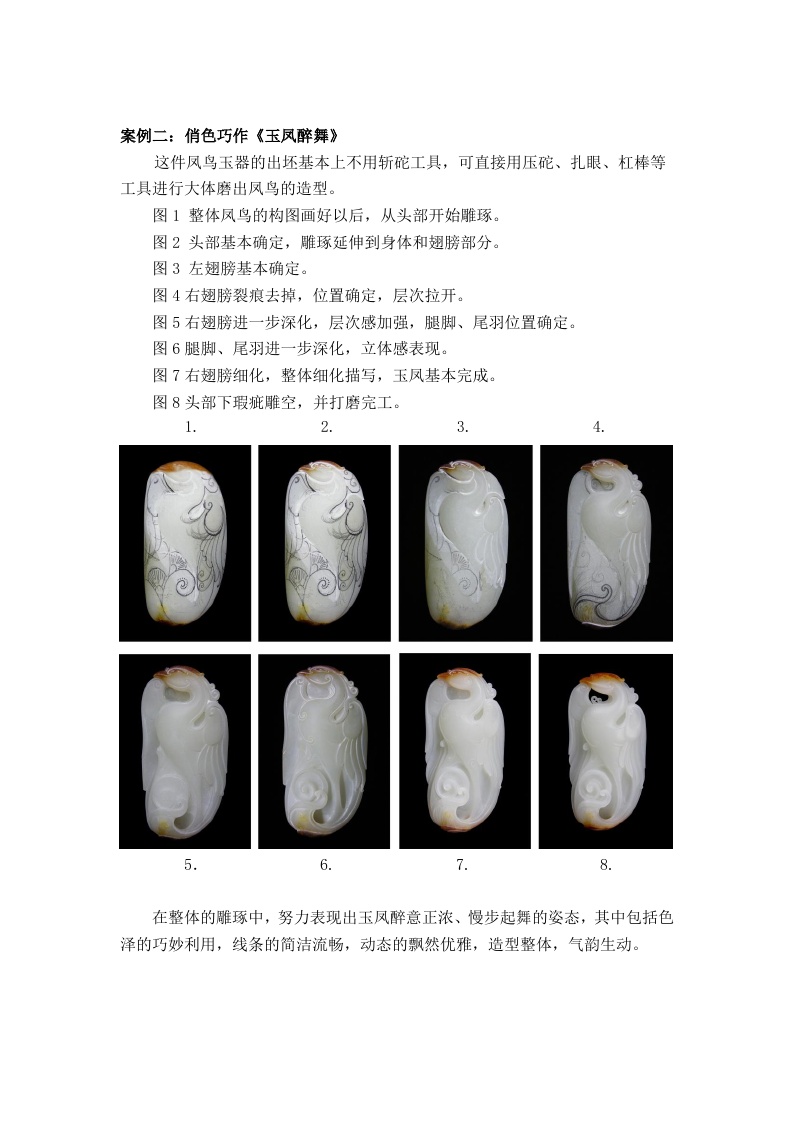 案例二：俏色巧作《玉凤醉舞》
这件凤鸟玉器的出坯基本上不用斩砣工具，可直接用压砣、扎眼、杠棒等
工具进行大体磨出凤鸟的造型。
图 1 整体凤鸟的构图画好以后，从头部开始雕琢。
图 2 头部基本确定，雕琢延伸到身体和翅膀部分。
图 3 左翅膀基本确定。
图 4 右翅膀裂痕去掉，位置确定，层次拉开。
图 5 右翅膀进一步深化，层次感加强，腿脚、尾羽位置确定。
图 6 腿脚、尾羽进一步深化，立体感表现。
图 7 右翅膀细化，整体细化描写，玉凤基本完成。
图 8 头部下瑕疵雕空，并打磨完工。
1. 2. 3. 4.
5. 6. 7. 8.
在整体的雕琢中，努力表现出玉凤醉意正浓、慢步起舞的姿态，其中包括色
泽的巧妙利用，线条的简洁流畅，动态的飘然优雅，造型整体，气韵生动。